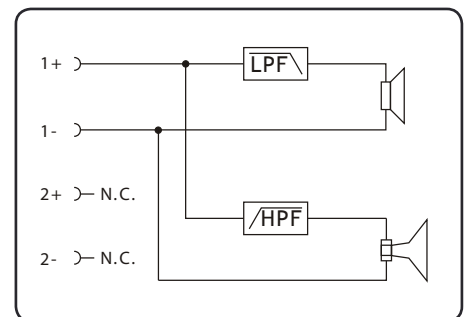 1+ LPF
1-
2+ N.C.
HPF
2- N.C.